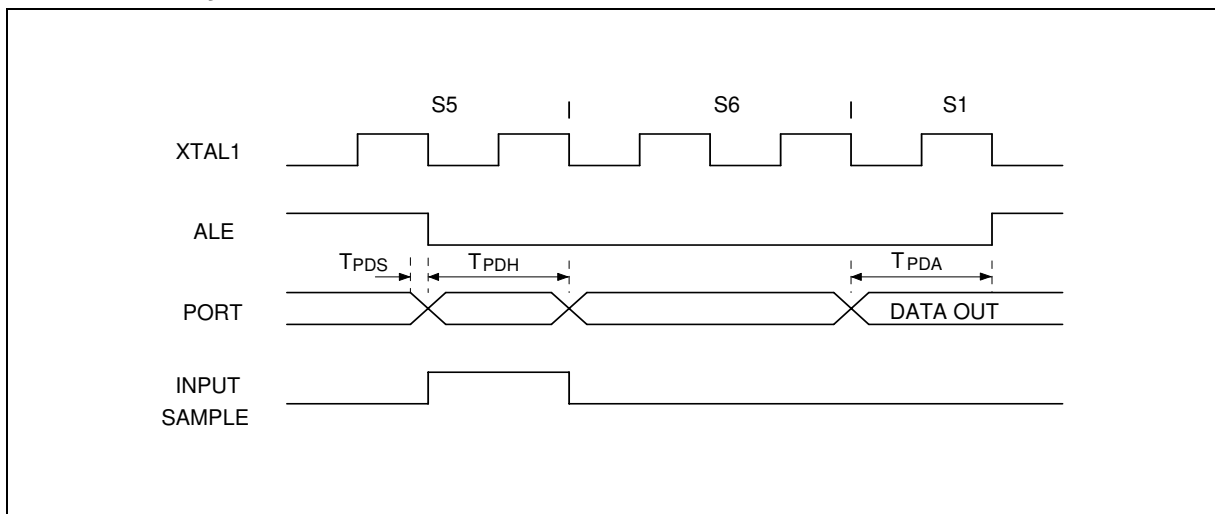 S5 | S6 | S1
XTAL1
ALE
TPDS TPDH TPDA
PORT DATA OUT
INPUT
SAMPLE